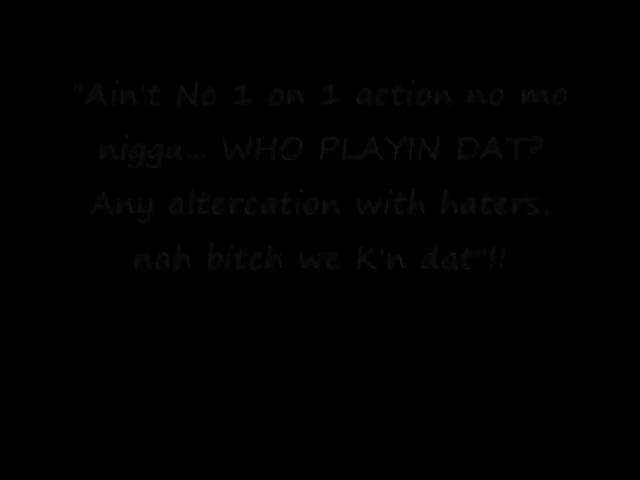 "Ain't No 1 on 1 action no mo
nigga... WHO PLAYIN DAT?
Any altercation with haters,
nah bitch we K'n dat"!!